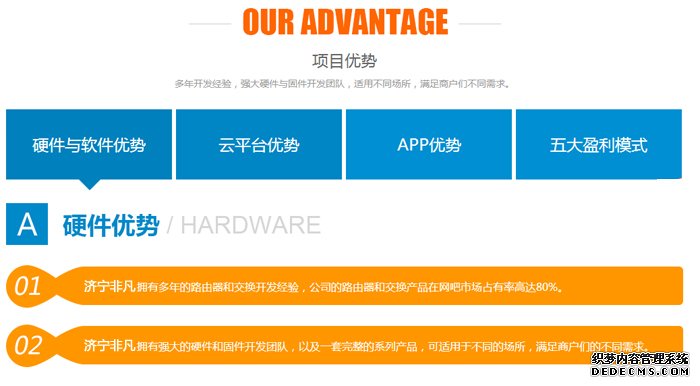 OUR ADVANTAGE
项目优势
多年开发经验，强大硬件与固件开发团队，适用不同场所，满足商户们不同需求。
硬件与软件优势
云平台优势
APP优势
五大盈利模式
A 硬件优势 / HARDWARE
01 济宁非凡拥有多年的路由器和交换开发经验，公司的路由器和交换产品在网吧市场占有率高达80%。
02 济宁非凡拥有强大的硬件和固件开发团队，以及一套完整的系列产品，可适用于不同的场所，满足商户们的不同需求。
织梦内容管理系统
DEDECMS.COM